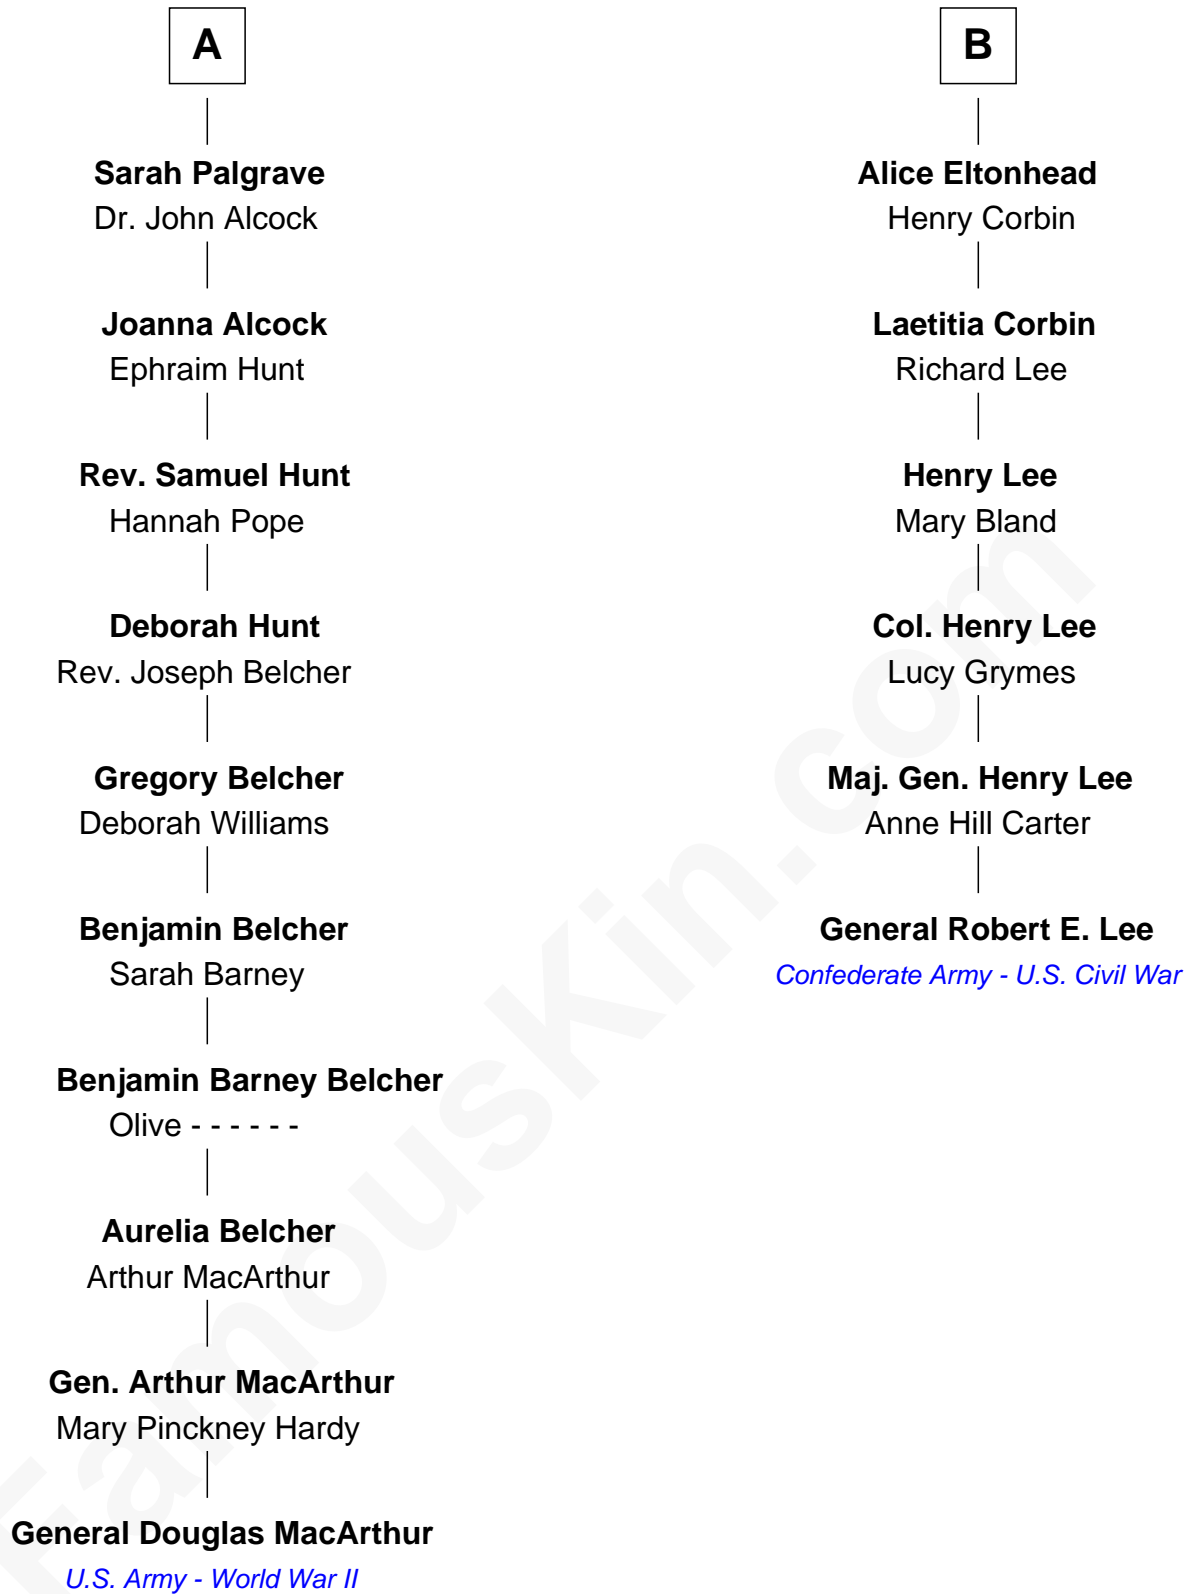 A
Sarah Palgrave
Dr. John Alcock
Joanna Alcock
Ephraim Hunt
Rev. Samuel Hunt
Hannah Pope
Deborah Hunt
Rev. Joseph Belcher
Gregory Belcher
Deborah Williams
Benjamin Belcher
Sarah Barney
Benjamin Barney Belcher
Olive - - - - - -
Aurelia Belcher
Arthur MacArthur
Gen. Arthur MacArthur
Mary Pinckney Hardy
General Douglas MacArthur
U.S. Army - World War II
B
Alice Eltonhead
Henry Corbin
Laetitia Corbin
Richard Lee
Henry Lee
Mary Bland
Col. Henry Lee
Lucy Grymes
Maj. Gen. Henry Lee
Anne Hill Carter
General Robert E. Lee
Confederate Army - U.S. Civil War
FamousKin.com